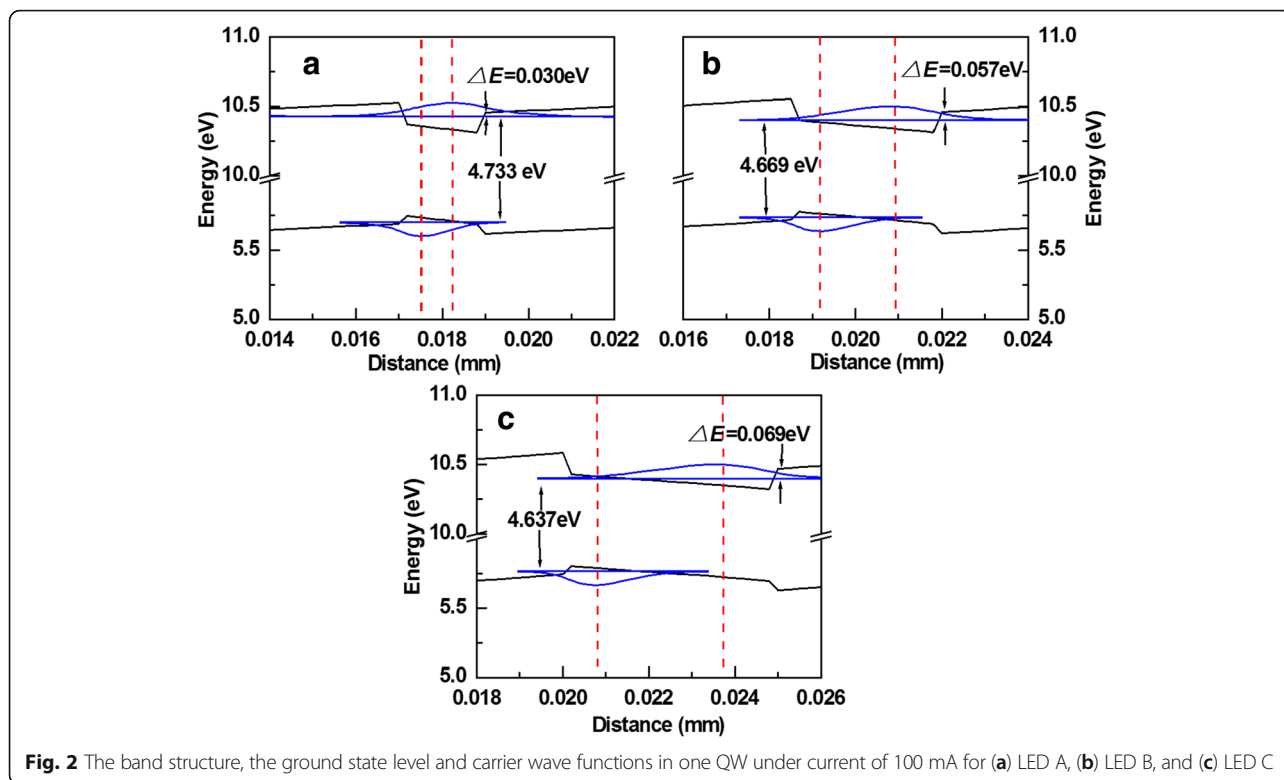 11.0
10.5
10.0
5.5
5.0
Energy (eV)
a
△E=0.030eV
4.733 eV
0.014 0.016 0.018 0.020 0.022
Distance (mm)
b
△E=0.057eV
4.669 eV
11.0
10.5
10.0
5.5
5.0
Energy (eV)
0.016 0.018 0.020 0.022 0.024
Distance (mm)
11.0
10.5
10.0
5.5
5.0
Energy (eV)
c
△E=0.069eV
4.637eV
0.018 0.020 0.022 0.024 0.026
Distance (mm)
Fig. 2 The band structure, the ground state level and carrier wave functions in one QW under current of 100 mA for (a) LED A, (b) LED B, and (c) LED C